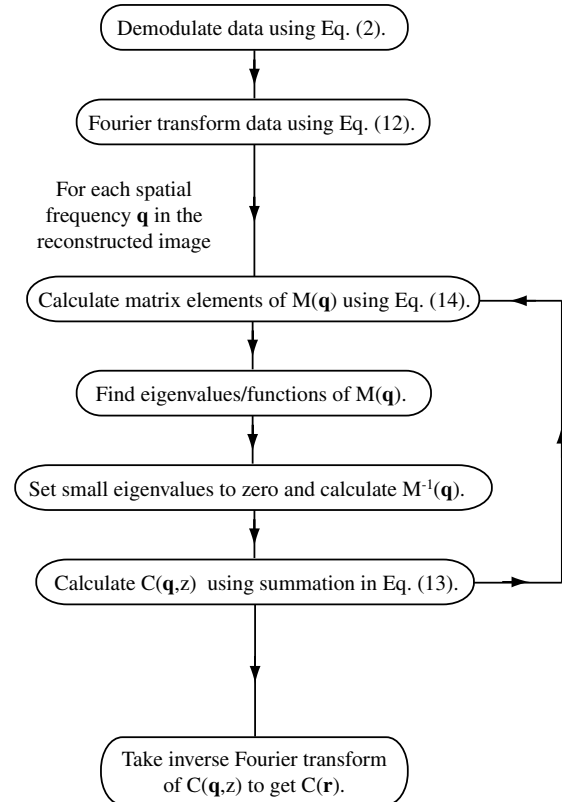 Demodulate data using Eq. (2).
Fourier transform data using Eq. (12).
For each spatial
frequency q in the
reconstructed image
Calculate matrix elements of M(q) using Eq. (14).
Find eigenvalues/functions of M(q).
Set small eigenvalues to zero and calculate M⁻¹(q).
Calculate C(q,z) using summation in Eq. (13).
Take inverse Fourier transform
of C(q,z) to get C(r).